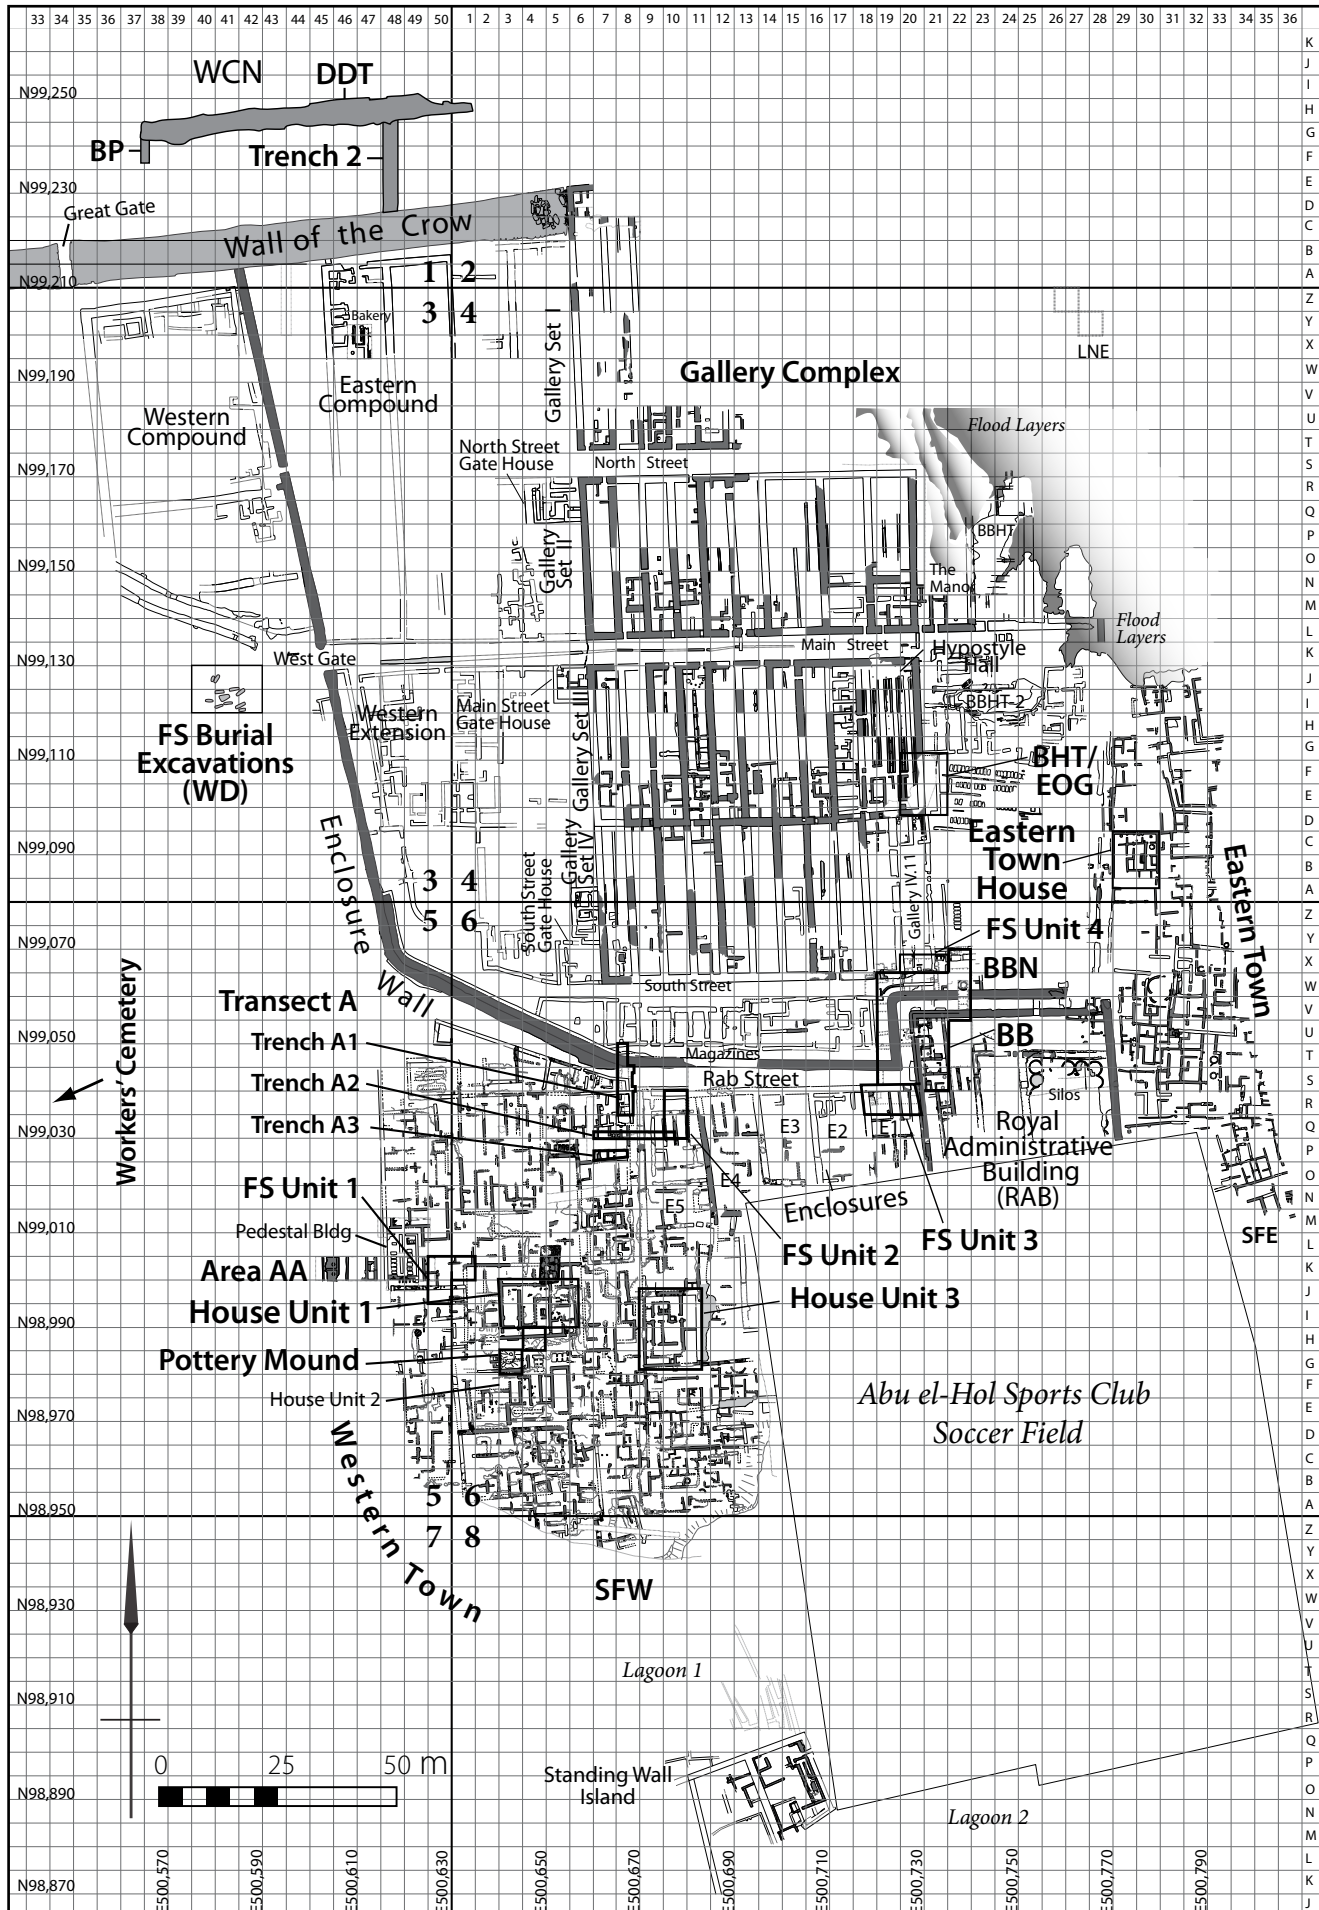 33 34 35 36 37 38 39 40 41 42 43 44 45 46 47 48 49 50 1 2 3 4 5 6 7 8 9 10 11 12 13 14 15 16 17 18 19 20 21 22 23 24 25 26 27 28 29 30 31 32 33 34 35 36
K
J
I
H
G
F
E
D
C
B
A
Z
Y
X
W
V
U
T
S
R
Q
P
O
N
M
L
K
J
I
H
G
F
E
D
C
B
A
Z
Y
X
W
V
U
T
S
R
Q
P
O
N
M
L
K
J
I
H
G
F
E
D
C
B
A
Z
Y
X
W
V
U
T
S
R
Q
P
O
N
M
L
K
J
WCN
DDT
N99,250
BP
Trench 2
N99,230
Great Gate
Wall of the Crow
N99,210
1 2
3 4
Bakery
Gallery Set I
LNE
N99,190
Gallery Complex
Eastern
Compound
Western
Compound
Flood Layers
North Street
Gate House
North Street
N99,170
BBHT
Gallery
Set II
N99,150
The
Manor
Flood
Layers
Main Street
Hypostyle
Hall
West Gate
N99,130
BBHT-2
Main Street
Gate House
Western
Extension
Gallery Set III
FS Burial
Excavations
(WD)
N99,110
BHT/
EOG
Enclosure Wall
Eastern
Town
House
Gallery
Set IV
South Street
Gate House
Gallery IV.11
N99,090
3 4
5 6
Eastern Town
FS Unit 4
N99,070
BBN
South Street
Workers' Cemetery
Transect A
N99,050
Trench A1
Magazines
BB
Rab Street
Trench A2
Silos
Trench A3
N99,030
E3
E2
E1
Royal
Administrative
Building
(RAB)
E4
FS Unit 1
E5
Enclosures
N99,010
Pedestal Bldg
SFE
FS Unit 3
FS Unit 2
Area AA
House Unit 1
House Unit 3
N98,990
Pottery Mound
House Unit 2
Abu el-Hol Sports Club
Soccer Field
N98,970
Western Town
5 6
7 8
N98,950
SFW
N98,930
Lagoon 1
N98,910
0 25 50 m
Standing Wall
Island
N98,890
Lagoon 2
N98,870
E500,570
E500,590
E500,610
E500,630
E500,650
E500,670
E500,690
E500,710
E500,730
E500,750
E500,770
E500,790